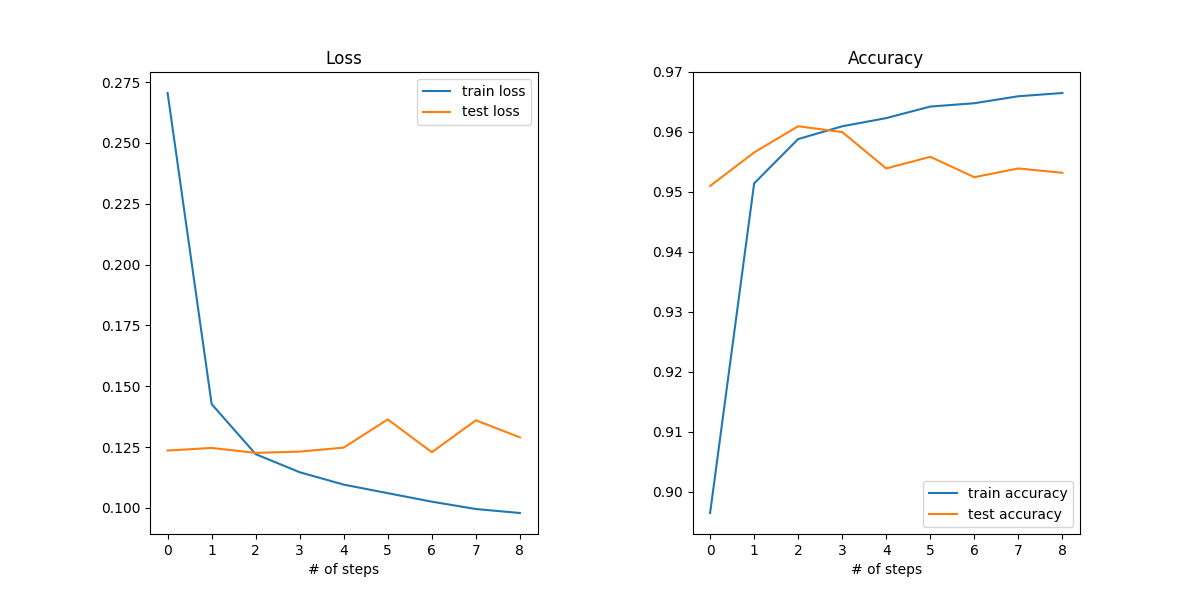 Loss
0.275
0.250
0.225
0.200
0.175
0.150
0.125
0.100
train loss
test loss
0 1 2 3 4 5 6 7 8
# of steps
Accuracy
0.97
0.96
0.95
0.94
0.93
0.92
0.91
0.90
train accuracy
test accuracy
0 1 2 3 4 5 6 7 8
# of steps